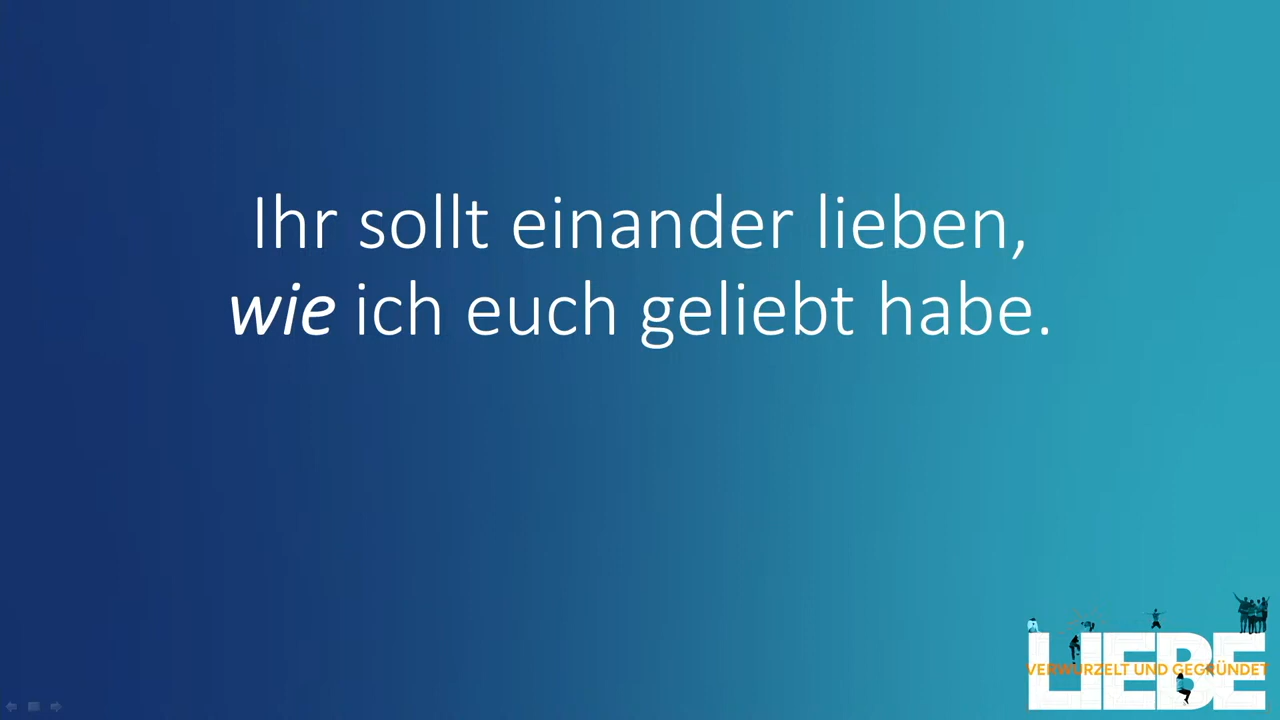 Ihr sollt einander lieben,
wie ich euch geliebt habe.
LIEBE
VERWURZELT UND GEGRÜNDET